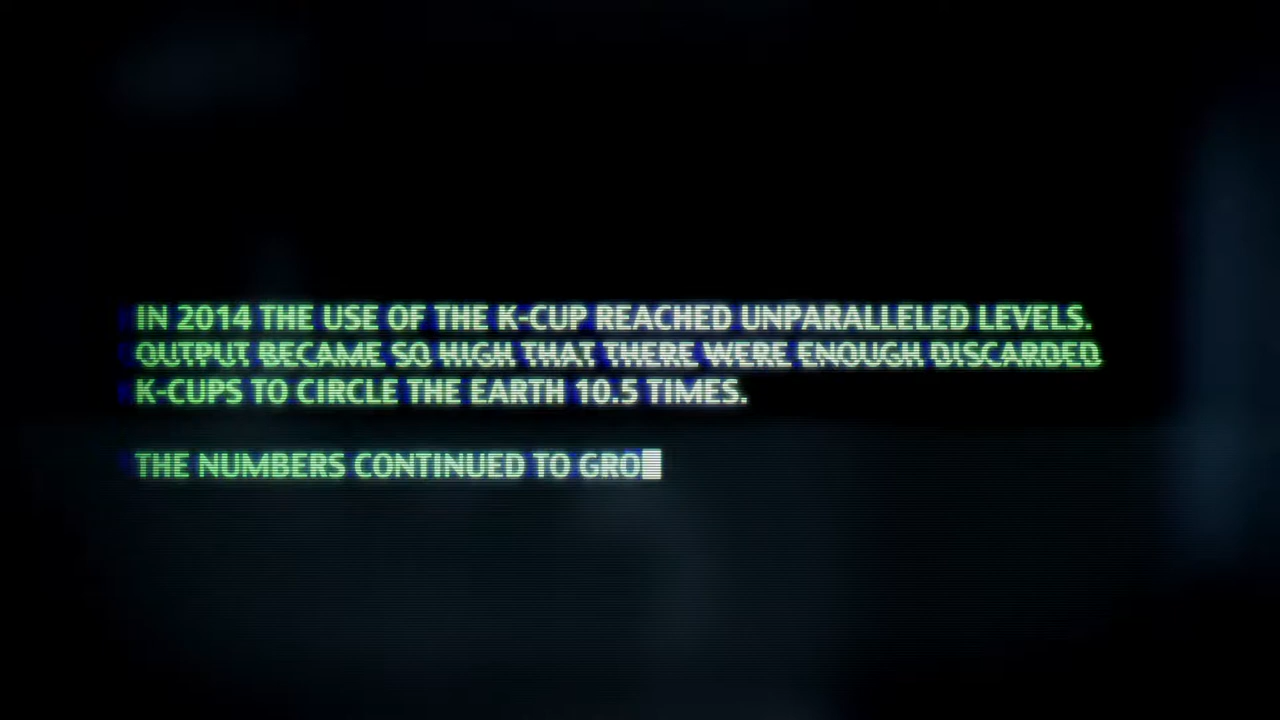 IN 2014 THE USE OF THE K-CUP REACHED UNPARALLELED LEVELS.
OUTPUT BECAME SO HIGH THAT THERE WERE ENOUGH DISCARDED
K-CUPS TO CIRCLE THE EARTH 10.5 TIMES.
THE NUMBERS CONTINUED TO GRO